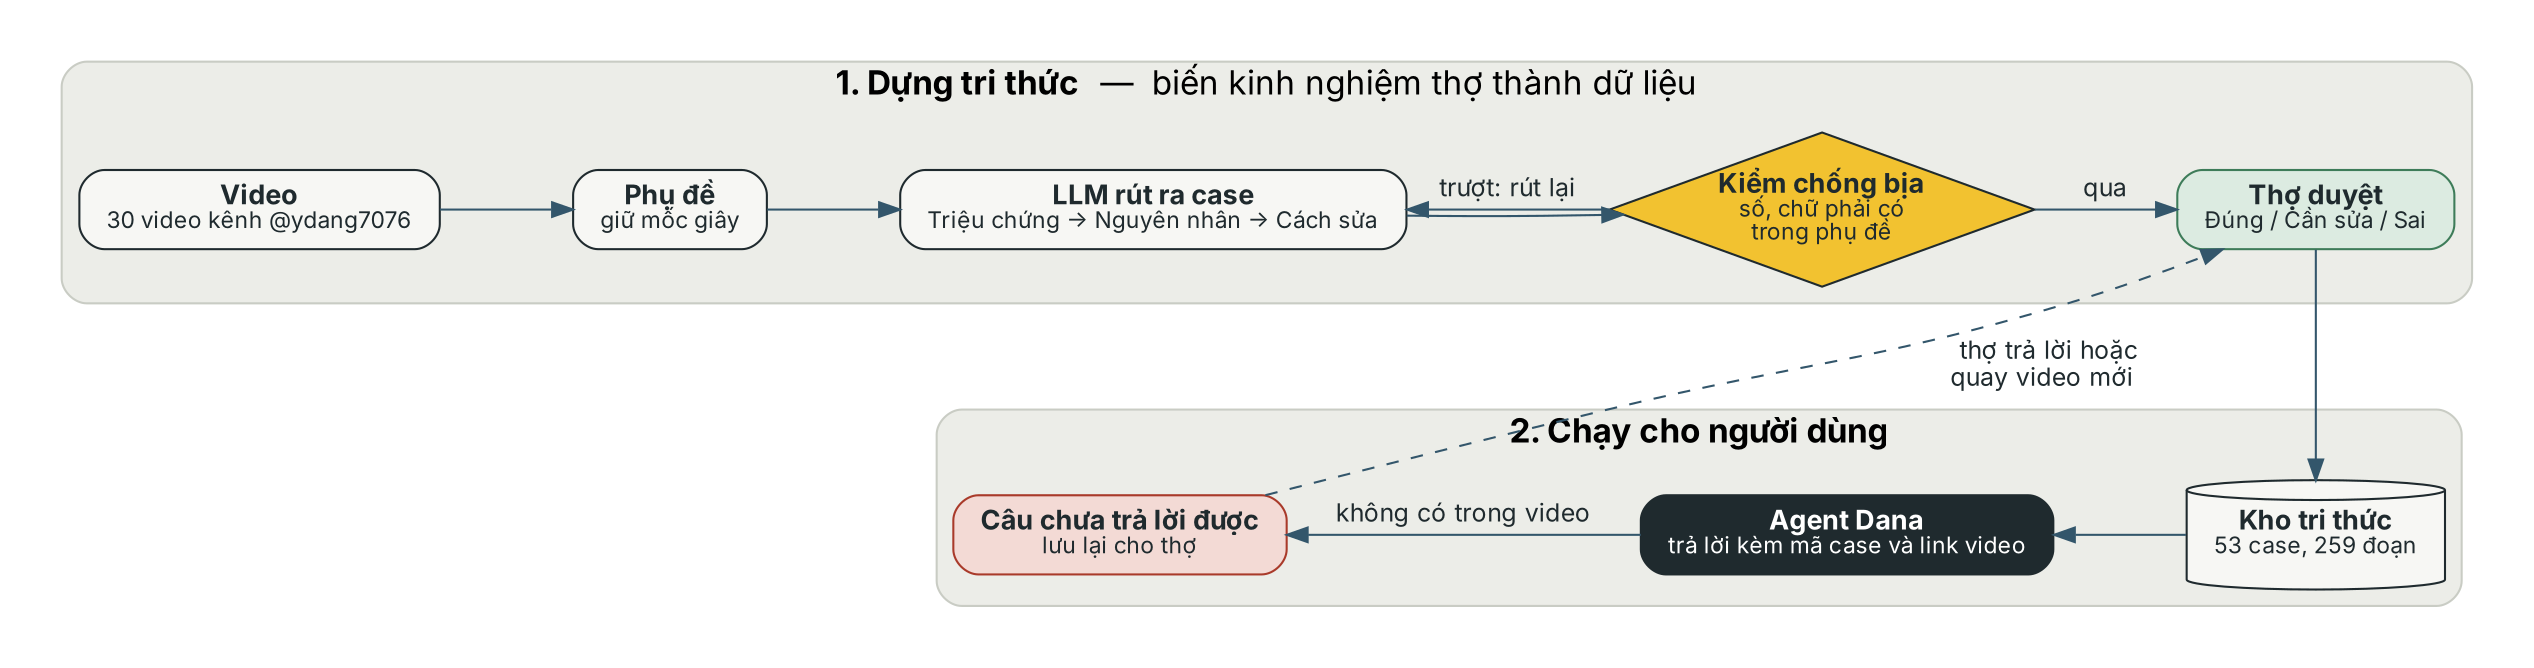 1. Dựng tri thức — biến kinh nghiệm thợ thành dữ liệu
Video
30 video kênh @ydang7076
Phụ đề
giữ mốc giây
LLM rút ra case
Triệu chứng → Nguyên nhân → Cách sửa
trượt: rút lại
Kiểm chống bịa
số, chữ phải có
trong phụ đề
qua
Thợ duyệt
Đúng / Cần sửa / Sai
thợ trả lời hoặc
quay video mới
2. Chạy cho người dùng
Câu chưa trả lời được
lưu lại cho thợ
không có trong video
Agent Dana
trả lời kèm mã case và link video
Kho tri thức
53 case, 259 đoạn